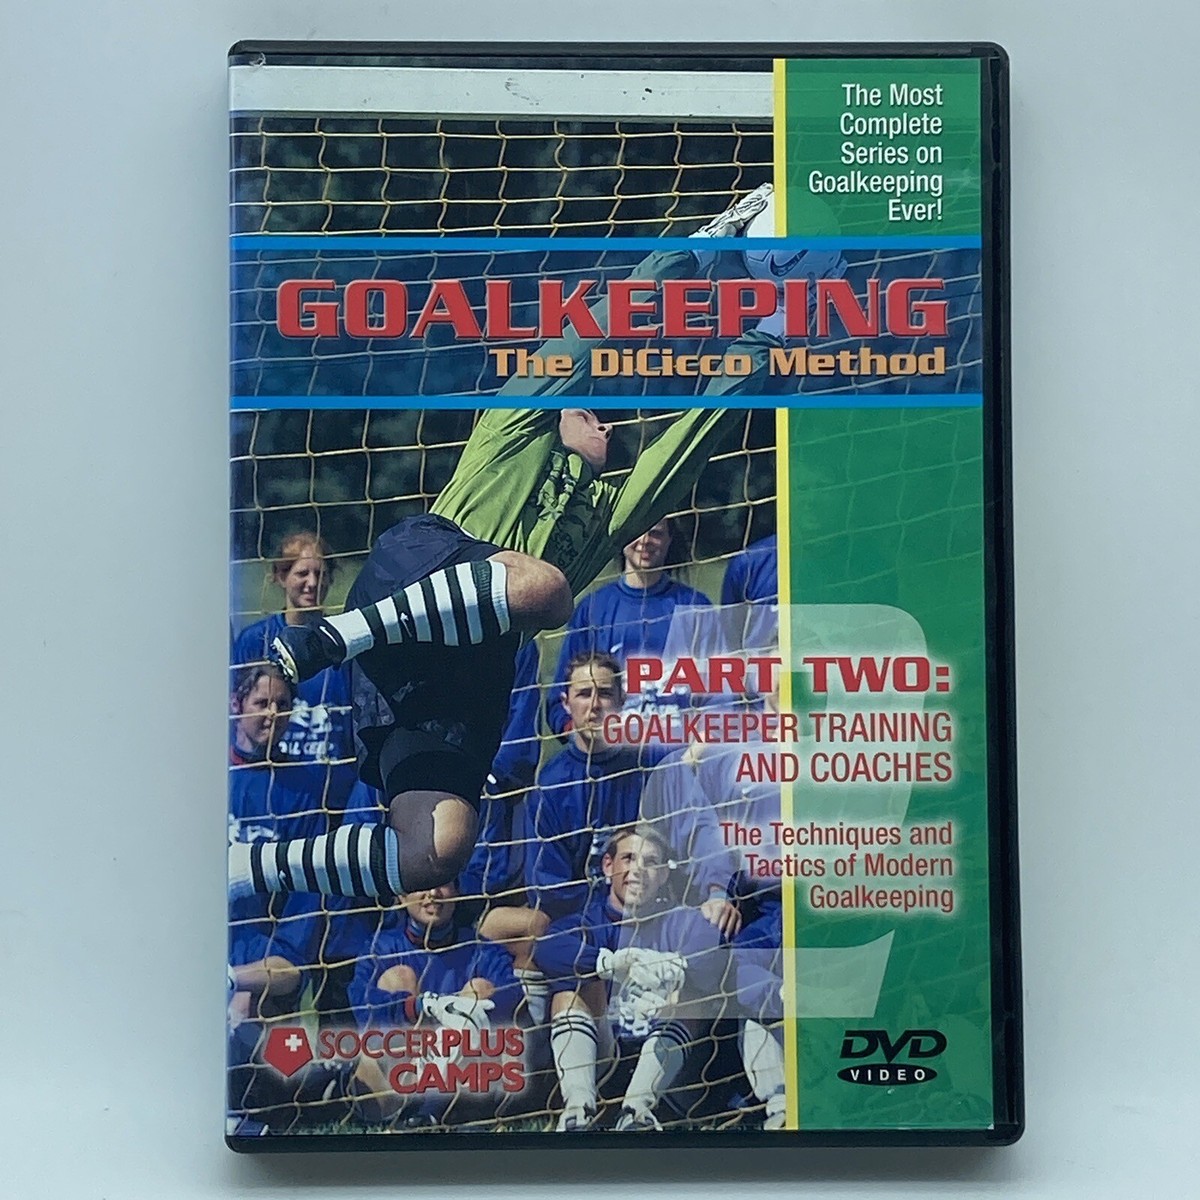 The Most
Complete
Series on
Goalkeeping
Ever!
GOALKEEPING
The DiCicco Method
PART TWO:
GOALKEEPER TRAINING
AND COACHES
The Techniques and
Tactics of Modern
Goalkeeping
2
SOCCERPLUS
CAMPS
DVD
VIDEO